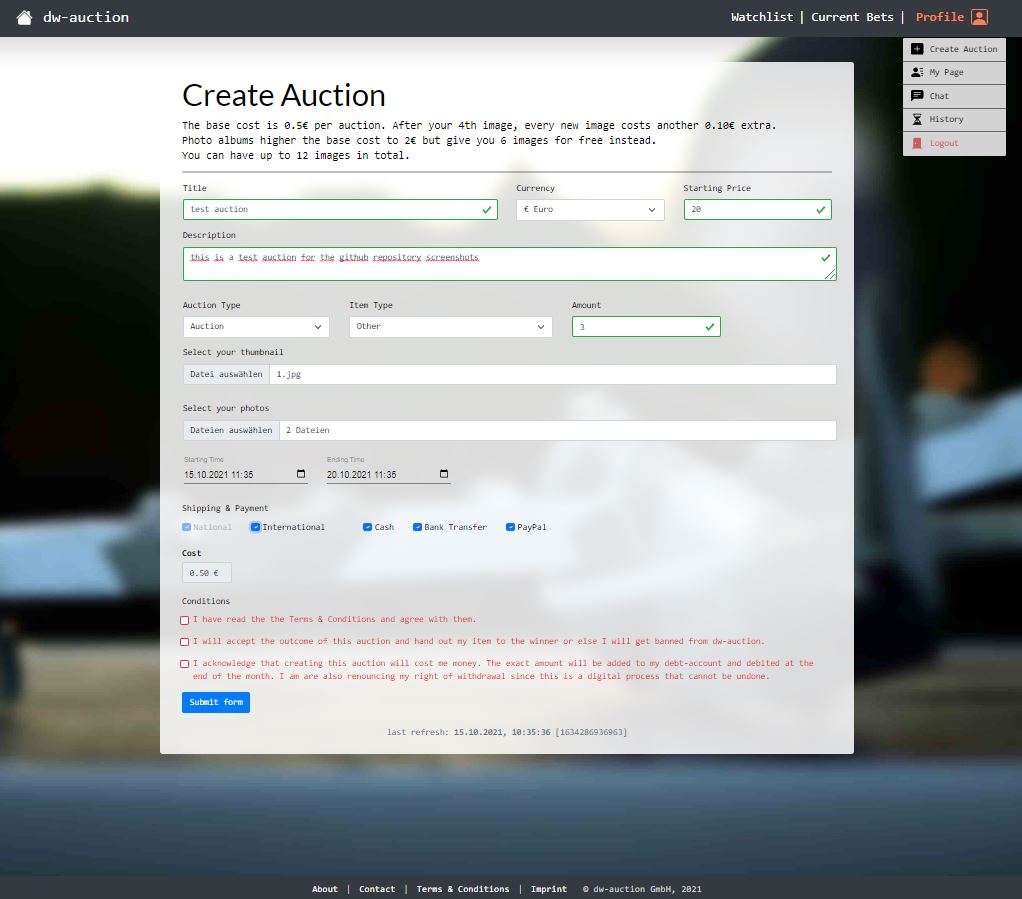 dw-auction
Watchlist | Current Bets | Profile
Create Auction
My Page
Chat
History
Logout
Create Auction
The base cost is 0.5€ per auction. After your 4th image, every new image costs another 0.10€ extra.
Photo albums higher the base cost to 2€ but give you 6 images for free instead.
You can have up to 12 images in total.
Title Currency Starting Price
test auction € Euro 20
Description
this is a test auction for the github repository screenshots
Auction Type Item Type Amount
Auction Other 3
Select your thumbnail
Datei auswählen 1.jpg
Select your photos
Dateien auswählen 2 Dateien
Starting Time Ending Time
15.10.2021 11:35 20.10.2021 11:35
Shipping & Payment
National International Cash Bank Transfer PayPal
Cost
0.50 €
Conditions
I have read the the Terms & Conditions and agree with them.
I will accept the outcome of this auction and hand out my item to the winner or else I will get banned from dw-auction.
I acknowledge that creating this auction will cost me money. The exact amount will be added to my debt-account and debited at the
end of the month. I am are also renouncing my right of withdrawal since this is a digital process that cannot be undone.
Submit form
last refresh: 15.10.2021, 10:35:36 [1634286936963]
About | Contact | Terms & Conditions | Imprint © dw-auction GmbH, 2021